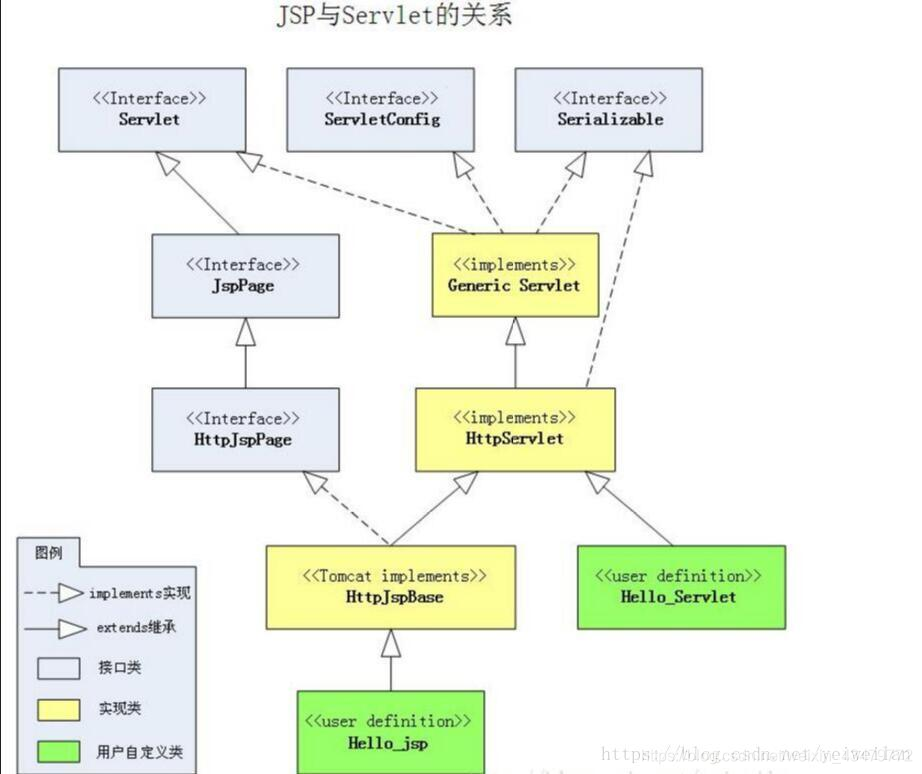 JSP与Servlet的关系
<<Interface>>
Servlet
<<Interface>>
ServletConfig
<<Interface>>
Serializable
<<Interface>>
JspPage
<<implements>>
Generic Servlet
<<Interface>>
HttpJspPage
<<implements>>
HttpServlet
<<Tomcat implements>>
HttpJspBase
<<user definition>>
Hello_Servlet
<<user definition>>
Hello_jsp
图例
implements实现
extends继承
接口类
实现类
用户自定义类
https://blog.csdn.net/